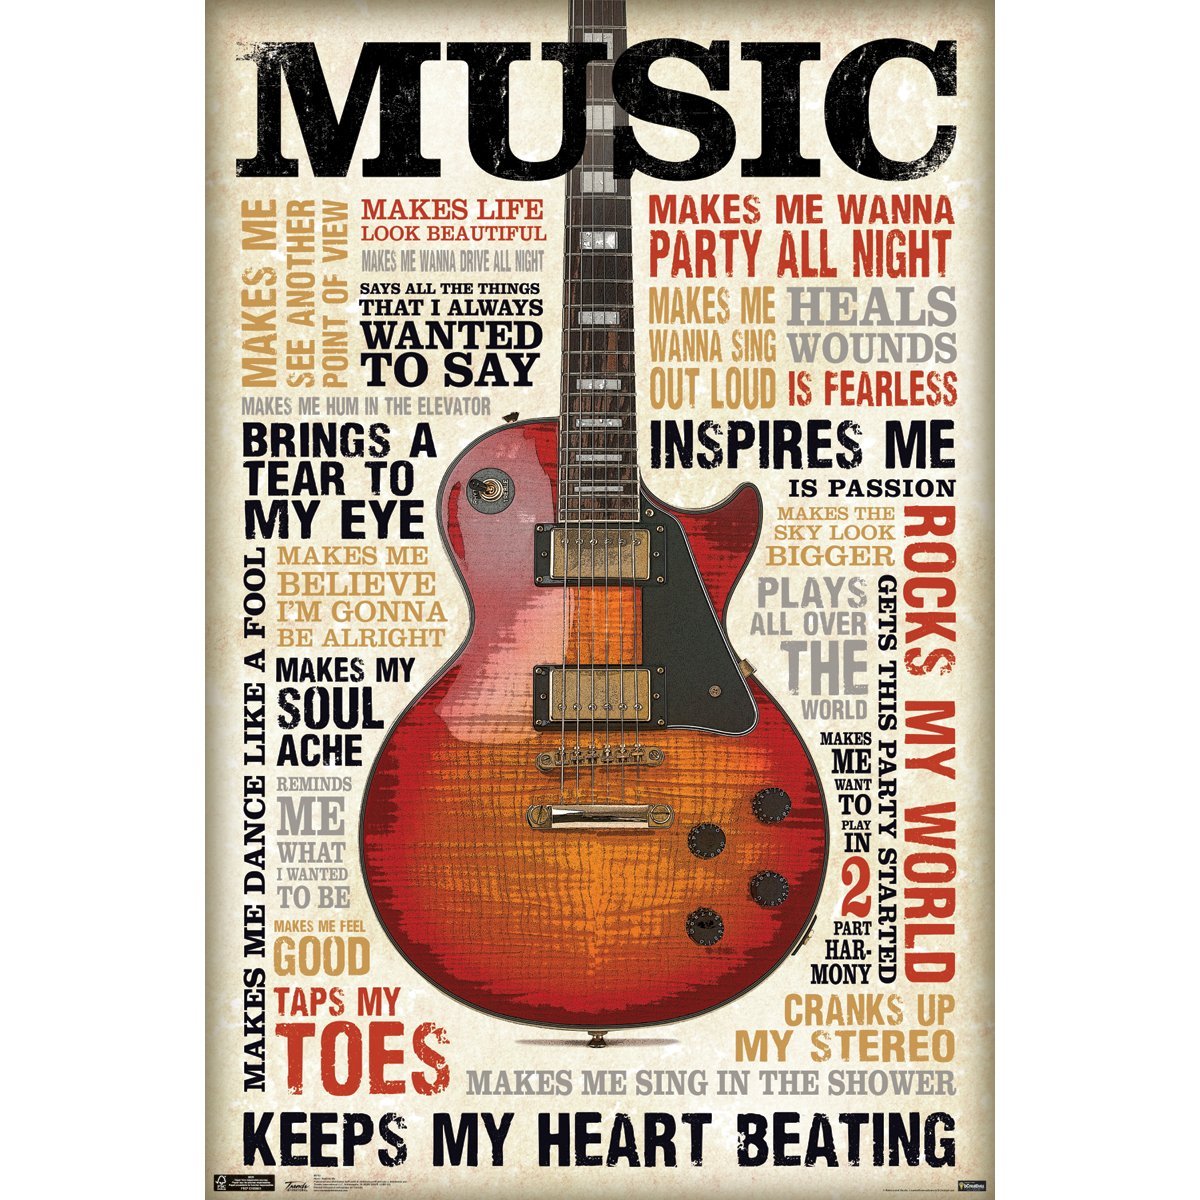 MUSIC
MAKES ME
SEE ANOTHER
POINT OF VIEW
MAKES LIFE
LOOK BEAUTIFUL
MAKES ME WANNA DRIVE ALL NIGHT
SAYS ALL THE THINGS
THAT I ALWAYS
WANTED
TO SAY
MAKES ME HUM IN THE ELEVATOR
BRINGS A
TEAR TO
MY EYE
MAKES ME DANCE LIKE A FOOL
MAKES ME
BELIEVE
I'M GONNA
BE ALRIGHT
MAKES MY
SOUL
ACHE
REMINDS
ME
WHAT
I WANTED
TO BE
MAKES ME FEEL
GOOD
TAPS MY
TOES
MAKES ME WANNA
PARTY ALL NIGHT
MAKES ME
WANNA SING
OUT LOUD
HEALS
WOUNDS
IS FEARLESS
INSPIRES ME
IS PASSION
MAKES THE
SKY LOOK
BIGGER
ROCKS MY WORLD
PLAYS
ALL OVER
THE
WORLD
GETS THIS PARTY STARTED
MAKES
ME
WANT
TO
PLAY
IN
2
PART
HAR-
MONY
CRANKS UP
MY STEREO
MAKES ME SING IN THE SHOWER
KEEPS MY HEART BEATING
FSC
Trends